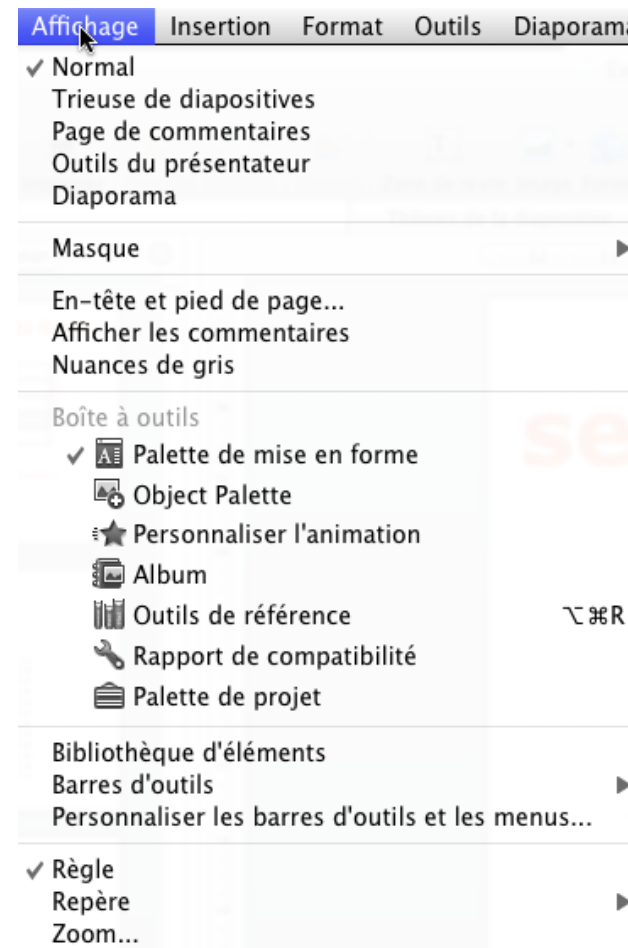 Affichage Insertion Format Outils Diaporama
✓ Normal
Trieuse de diapositives
Page de commentaires
Outils du présentateur
Diaporama
Masque
En-tête et pied de page...
Afficher les commentaires
Nuances de gris
Boîte à outils
✓ Palette de mise en forme
Object Palette
Personnaliser l'animation
Album
Outils de référence ⌥⌘R
Rapport de compatibilité
Palette de projet
Bibliothèque d'éléments
Barres d'outils
Personnaliser les barres d'outils et les menus...
✓ Règle
Repère
Zoom...
se